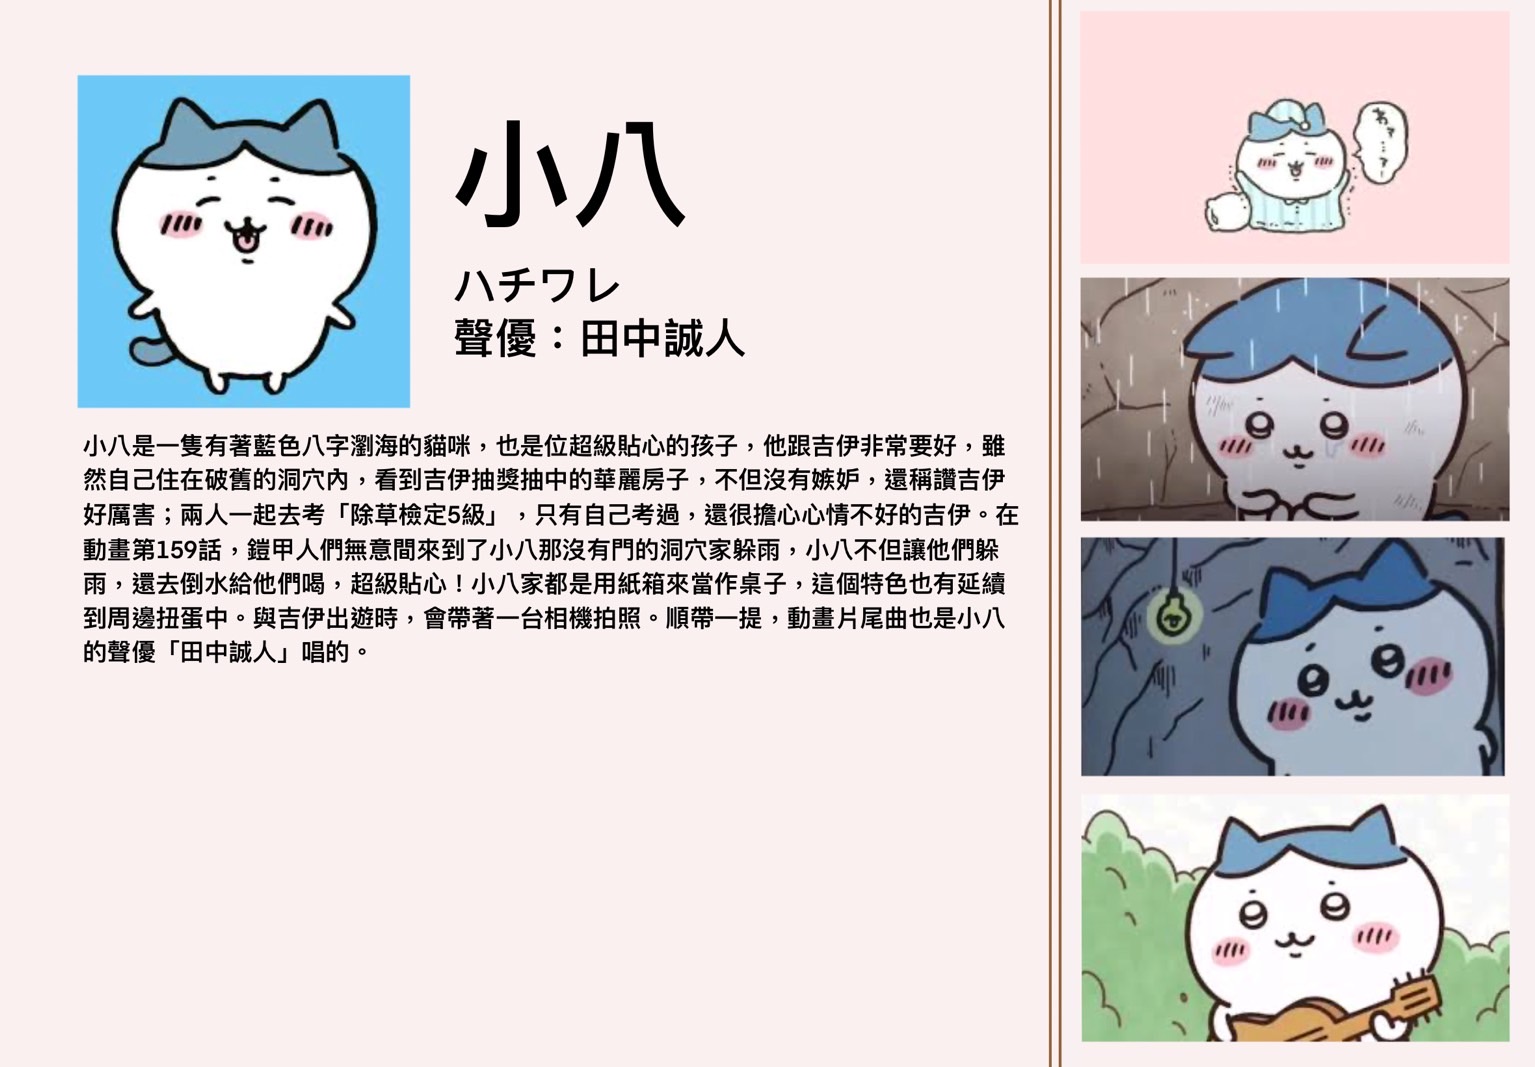 小八
ハチワレ
聲優：田中誠人
小八是一隻有著藍色八字瀏海的貓咪，也是位超級貼心的孩子，他跟吉伊非常要好，雖
然自己住在破舊的洞穴內，看到吉伊抽獎抽中的華麗房子，不但沒有嫉妒，還稱讚吉伊
好厲害；兩人一起去考「除草檢定5級」，只有自己考過，還很擔心心情不好的吉伊。在
動畫第159話，鎧甲人們無意間來到了小八那沒有門的洞穴家躲雨，小八不但讓他們躲
雨，還去倒水給他們喝，超級貼心！小八家都是用紙箱來當作桌子，這個特色也有延續
到周邊扭蛋中。與吉伊出遊時，會帶著一台相機拍照。順帶一提，動畫片尾曲也是小八
的聲優「田中誠人」唱的。